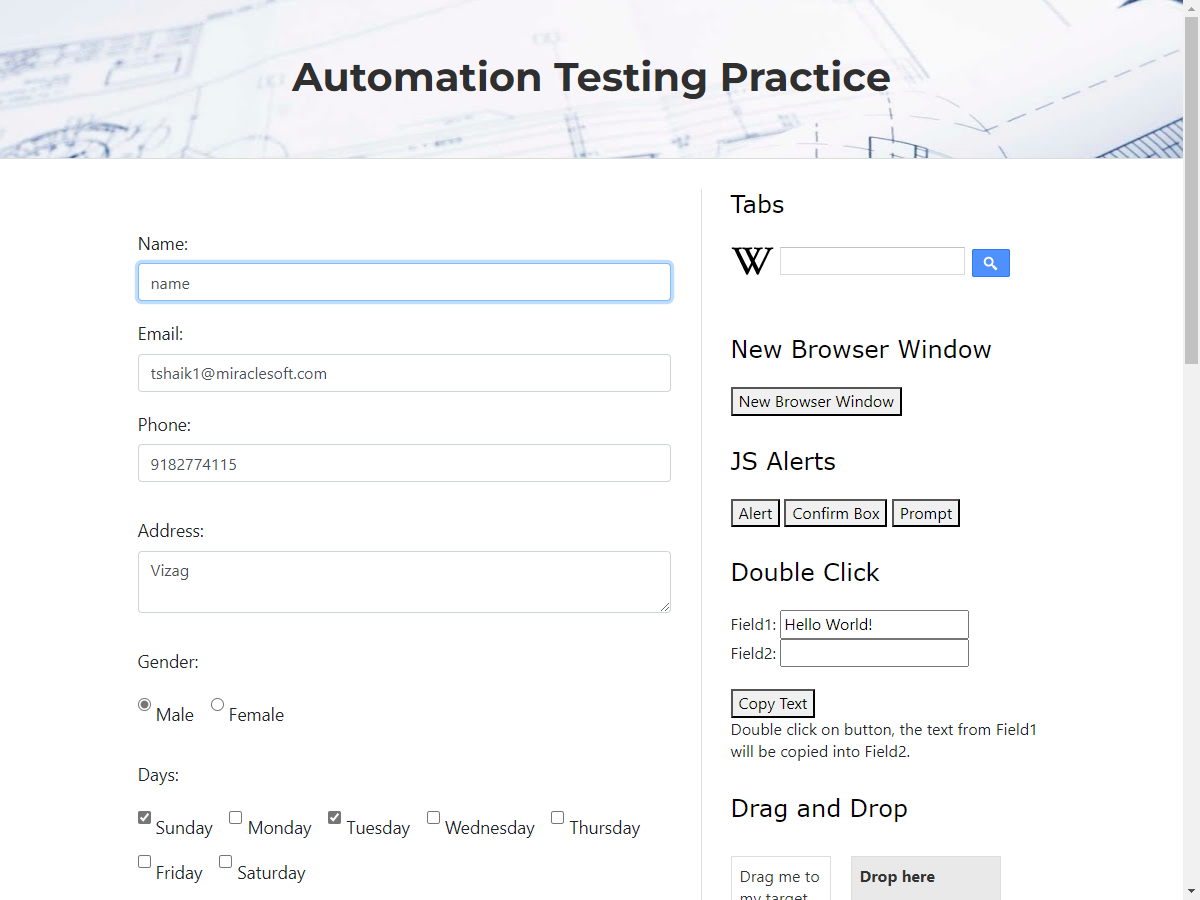 Automation Testing Practice
Name:
name
Email:
tshaik1@miraclesoft.com
Phone:
9182774115
Address:
Vizag
Gender:
Male Female
Days:
Sunday Monday Tuesday Wednesday Thursday
Friday Saturday
Tabs
W
New Browser Window
New Browser Window
JS Alerts
Alert Confirm Box Prompt
Double Click
Field1: Hello World!
Field2:
Copy Text
Double click on button, the text from Field1
will be copied into Field2.
Drag and Drop
Drag me to
my target
Drop here